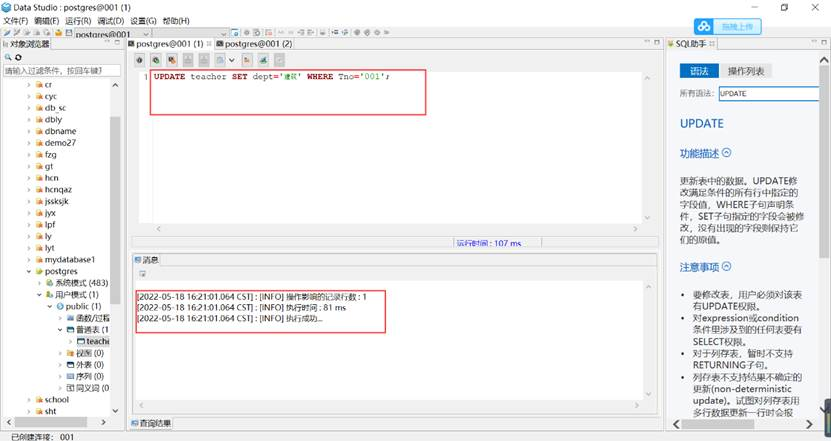 Data Studio : postgres@001 (1)
文件(F) 编辑(E) 运行(R) 调试(D) 设置(G) 帮助(H)
postgres@001 (1)
拖拽上传
对象浏览器
请输入过滤条件，按回车键
cr
cyc
db_sc
dbly
dbname
demo27
fzg
gt
hcn
hcnqaz
jssksjk
jyx
lpf
ly
lyt
mydatabase1
postgres
系统模式 (483)
用户模式 (1)
public (1)
函数/过程
普通表 (1
teache
视图 (0)
外表 (0)
序列 (0)
同义词 (0
school
sht
postgres@001 (1)
postgres@001 (2)
1 UPDATE teacher SET dept='建筑' WHERE Tno='001';
运行时间 : 107 ms
消息
[2022-05-18 16:21:01.064 CST] : [INFO] 操作影响的记录行数 : 1
[2022-05-18 16:21:01.064 CST] : [INFO] 执行时间 : 81 ms
[2022-05-18 16:21:01.064 CST] : [INFO] 执行成功...
查询结果
SQL助手
语法 操作列表
所有语法: UPDATE
UPDATE
功能描述
更新表中的数据。UPDATE修
改满足条件的所有行中指定的
字段值，WHERE子句声明条
件，SET子句指定的字段会被修
改，没有出现的字段则保持它
们的原值。
注意事项
• 要修改表，用户必须对该表
有UPDATE权限。
• 对expression或condition
条件里涉及到的任何表要有
SELECT权限。
• 对于列存表，暂时不支持
RETURNING子句。
• 列存表不支持结果不确定的
更新(non-deterministic
update)。试图对列存表用
多行数据更新一行时会报
已创建连接： 001